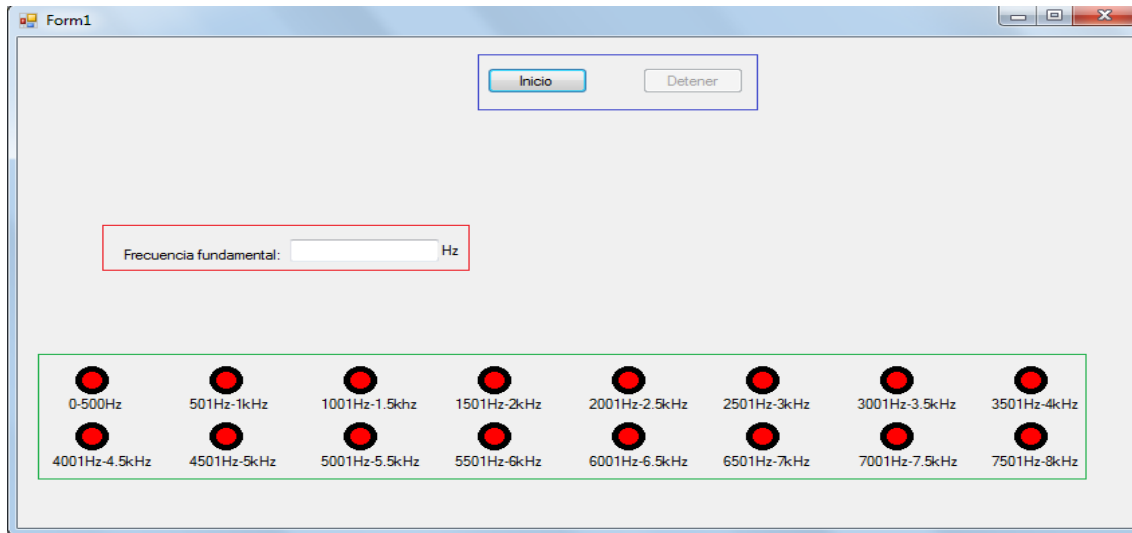 Form1
Inicio Detener
Frecuencia fundamental: Hz
0-500Hz 501Hz-1kHz 1001Hz-1.5khz 1501Hz-2kHz 2001Hz-2.5kHz 2501Hz-3kHz 3001Hz-3.5kHz 3501Hz-4kHz
4001Hz-4.5kHz 4501Hz-5kHz 5001Hz-5.5kHz 5501Hz-6kHz 6001Hz-6.5kHz 6501Hz-7kHz 7001Hz-7.5kHz 7501Hz-8kHz